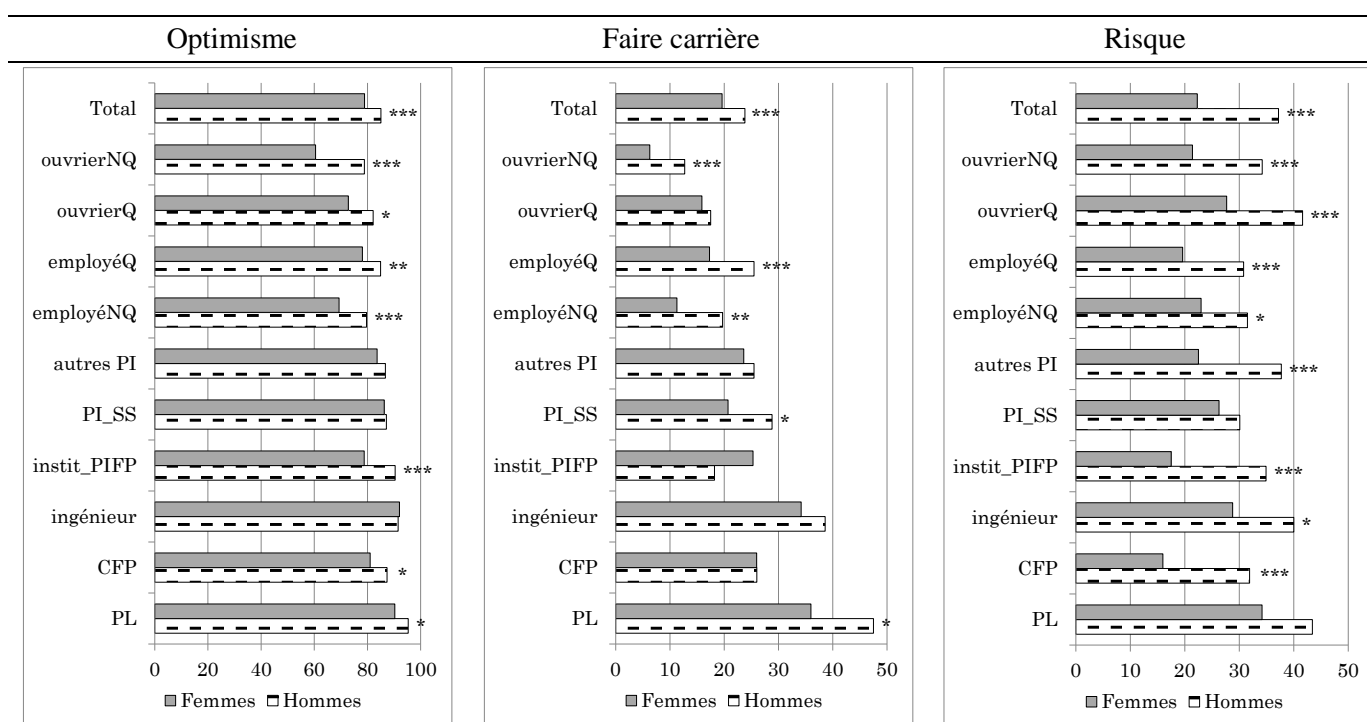 Optimisme Faire carrière Risque
Total *** Total *** Total ***
ouvrierNQ *** ouvrierNQ *** ouvrierNQ ***
ouvrierQ * ouvrierQ ouvrierQ ***
employéQ ** employéQ *** employéQ ***
employéNQ *** employéNQ ** employéNQ *
autres PI autres PI autres PI ***
PI_SS PI_SS * PI_SS
instit_PIFP *** instit_PIFP instit_PIFP ***
ingénieur ingénieur ingénieur *
CFP * CFP CFP ***
PL * PL * PL
0 20 40 60 80 100 0 10 20 30 40 50 0 10 20 30 40 50
Femmes Hommes Femmes Hommes Femmes Hommes